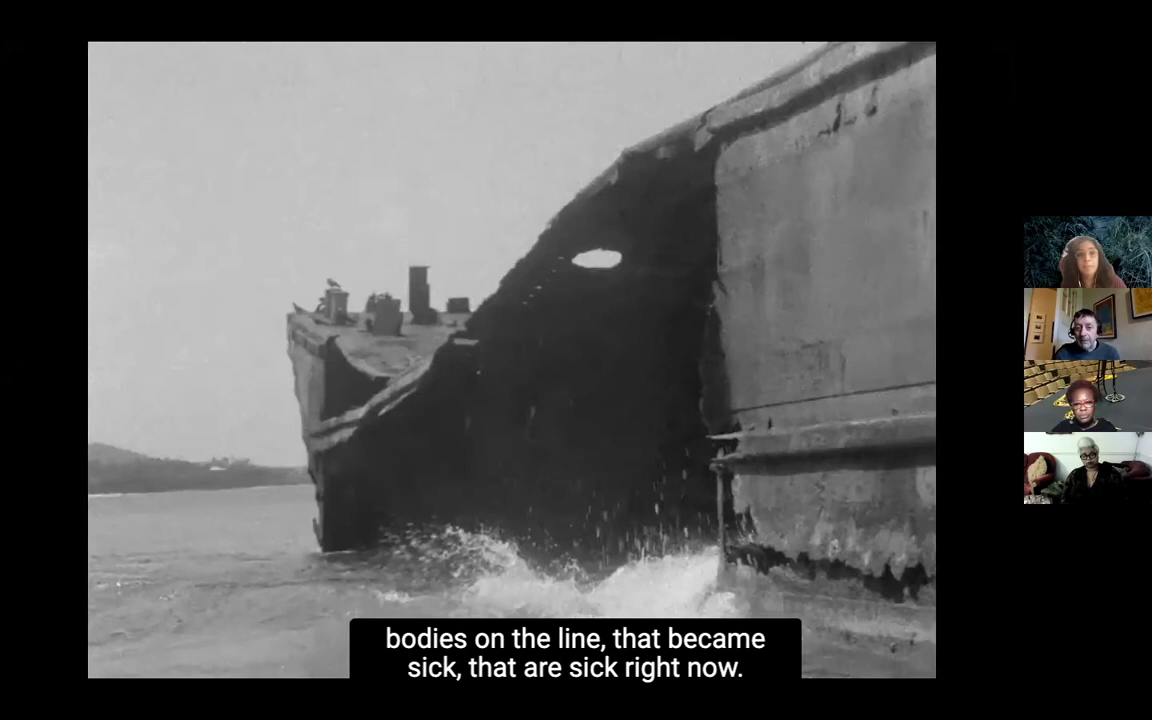 bodies on the line, that became
sick, that are sick right now.